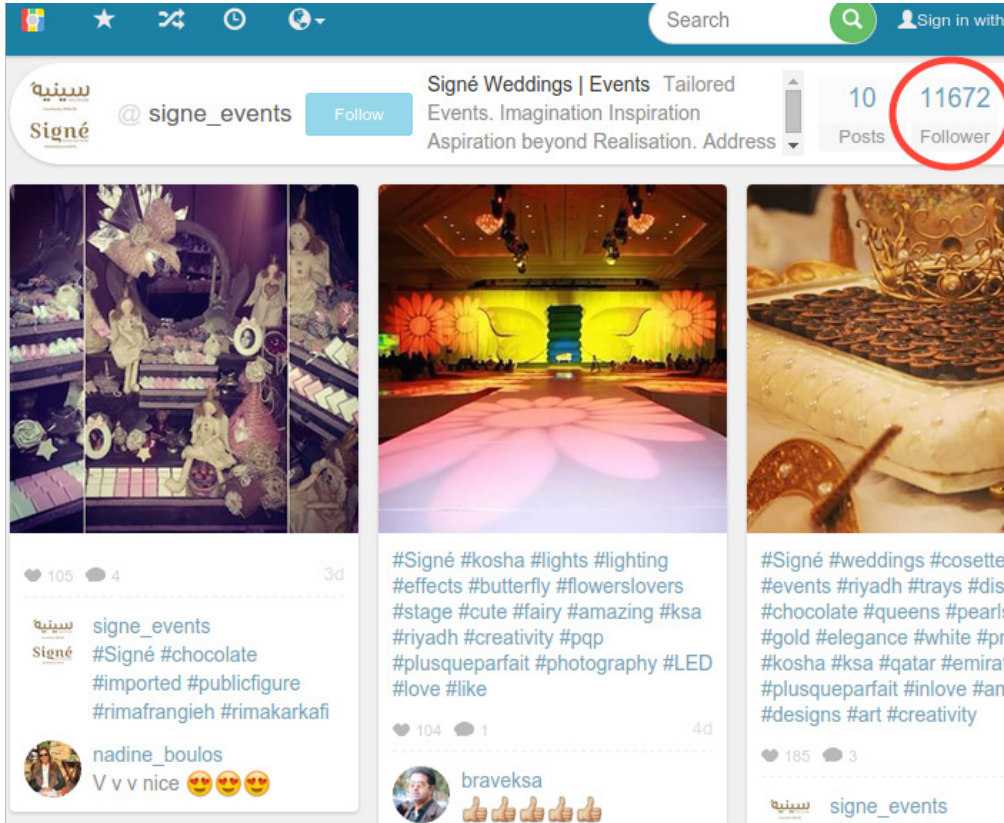 Search
Sign in with
سينيه
Signé
@ signe_events
Follow
Signé Weddings | Events Tailored
Events. Imagination Inspiration
Aspiration beyond Realisation. Address
10
Posts
11672
Follower
105
4
3d
سينيه
Signé
signe_events
#Signé #chocolate
#imported #publicfigure
#rimafrangieh #rimakarkafi
nadine_boulos
V v v nice 😍😍😍
#Signé #kosha #lights #lighting
#effects #butterfly #flowerslovers
#stage #cute #fairy #amazing #ksa
#riyadh #creativity #pqp
#plusqueparfait #photography #LED
#love #like
104
1
4d
braveksa
👍👍👍👍👍
#Signé #weddings #cosette
#events #riyadh #trays #dis
#chocolate #queens #pearls
#gold #elegance #white #pr
#kosha #ksa #qatar #emira
#plusqueparfait #inlove #am
#designs #art #creativity
185
3
سينيه
signe_events